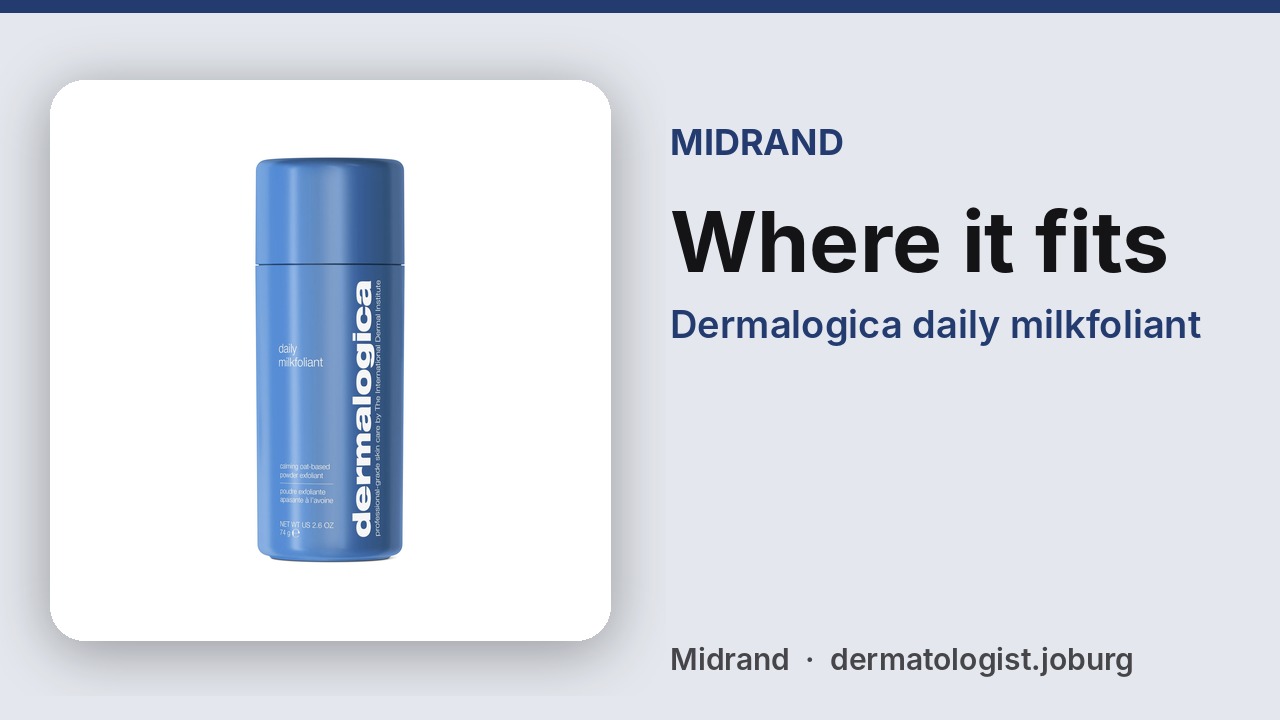 MIDRAND
Where it fits
Dermalogica daily milkfoliant
daily
milkfoliant
dermalogica
professional-grade skin care by The International Dermal Institute
calming oat-based
powder exfoliant
poudre exfoliante
apaisante à l'avoine
NET WT US 2.6 OZ
74 g ℮
Midrand · dermatologist.joburg